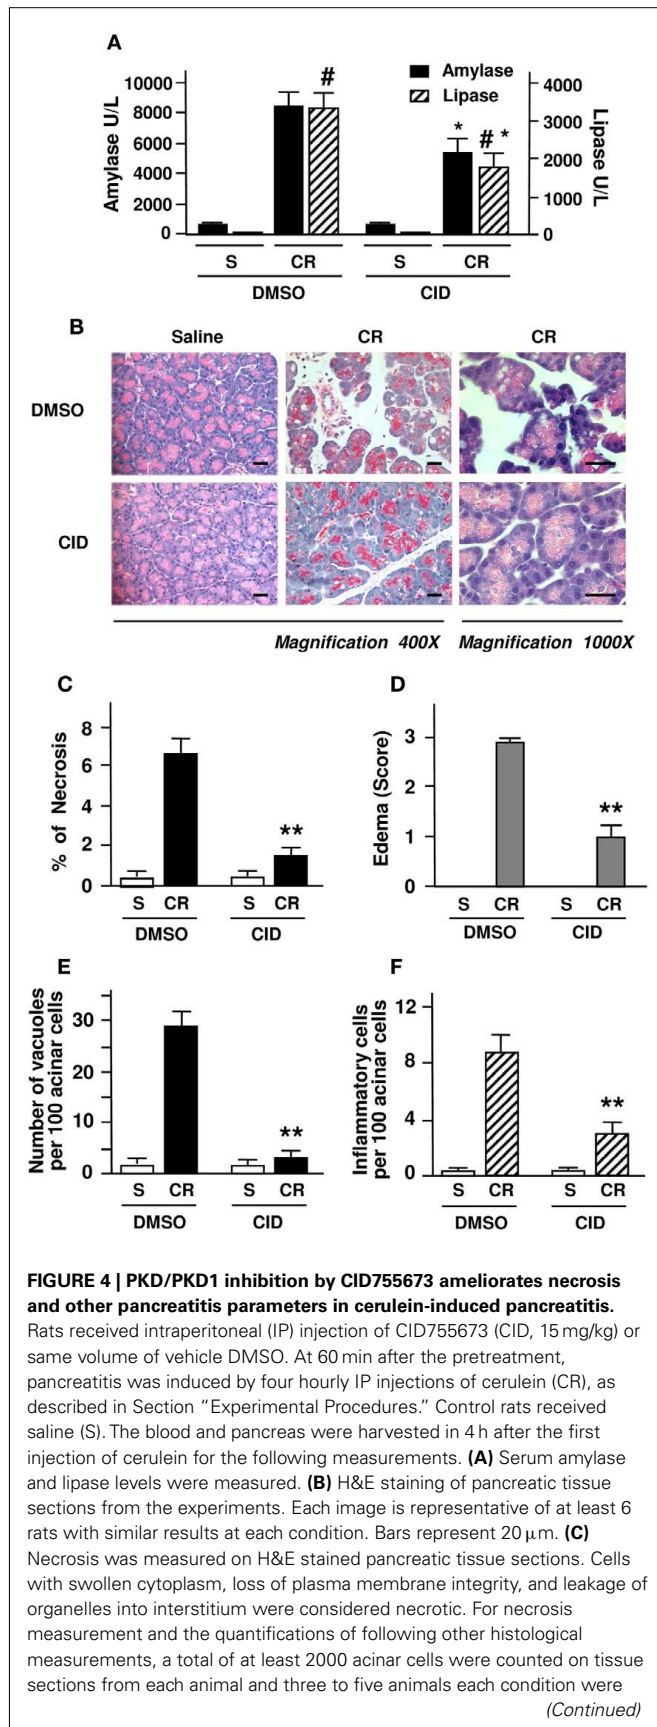 A
Amylase U/L
10000
8000
6000
4000
2000
0
#
Amylase
Lipase
*
# *
4000
3000
2000
1000
0
Lipase U/L
S CR S CR
DMSO CID
B
Saline CR CR
DMSO
CID
Magnification 400X Magnification 1000X
C
% of Necrosis
8
6
4
2
0
**
S CR S CR
DMSO CID
D
Edema (Score)
3
2
1
0
**
S CR S CR
DMSO CID
E
Number of vacuoles
per 100 acinar cells
30
20
10
0
**
S CR S CR
DMSO CID
F
Inflammatory cells
per 100 acinar cells
12
8
4
0
**
S CR S CR
DMSO CID
FIGURE 4 | PKD/PKD1 inhibition by CID755673 ameliorates necrosis
and other pancreatitis parameters in cerulein-induced pancreatitis.
Rats received intraperitoneal (IP) injection of CID755673 (CID, 15 mg/kg) or
same volume of vehicle DMSO. At 60 min after the pretreatment,
pancreatitis was induced by four hourly IP injections of cerulein (CR), as
described in Section “Experimental Procedures.” Control rats received
saline (S). The blood and pancreas were harvested in 4 h after the first
injection of cerulein for the following measurements. (A) Serum amylase
and lipase levels were measured. (B) H&E staining of pancreatic tissue
sections from the experiments. Each image is representative of at least 6
rats with similar results at each condition. Bars represent 20 μm. (C)
Necrosis was measured on H&E stained pancreatic tissue sections. Cells
with swollen cytoplasm, loss of plasma membrane integrity, and leakage of
organelles into interstitium were considered necrotic. For necrosis
measurement and the quantifications of following other histological
measurements, a total of at least 2000 acinar cells were counted on tissue
sections from each animal and three to five animals each condition were
(Continued)